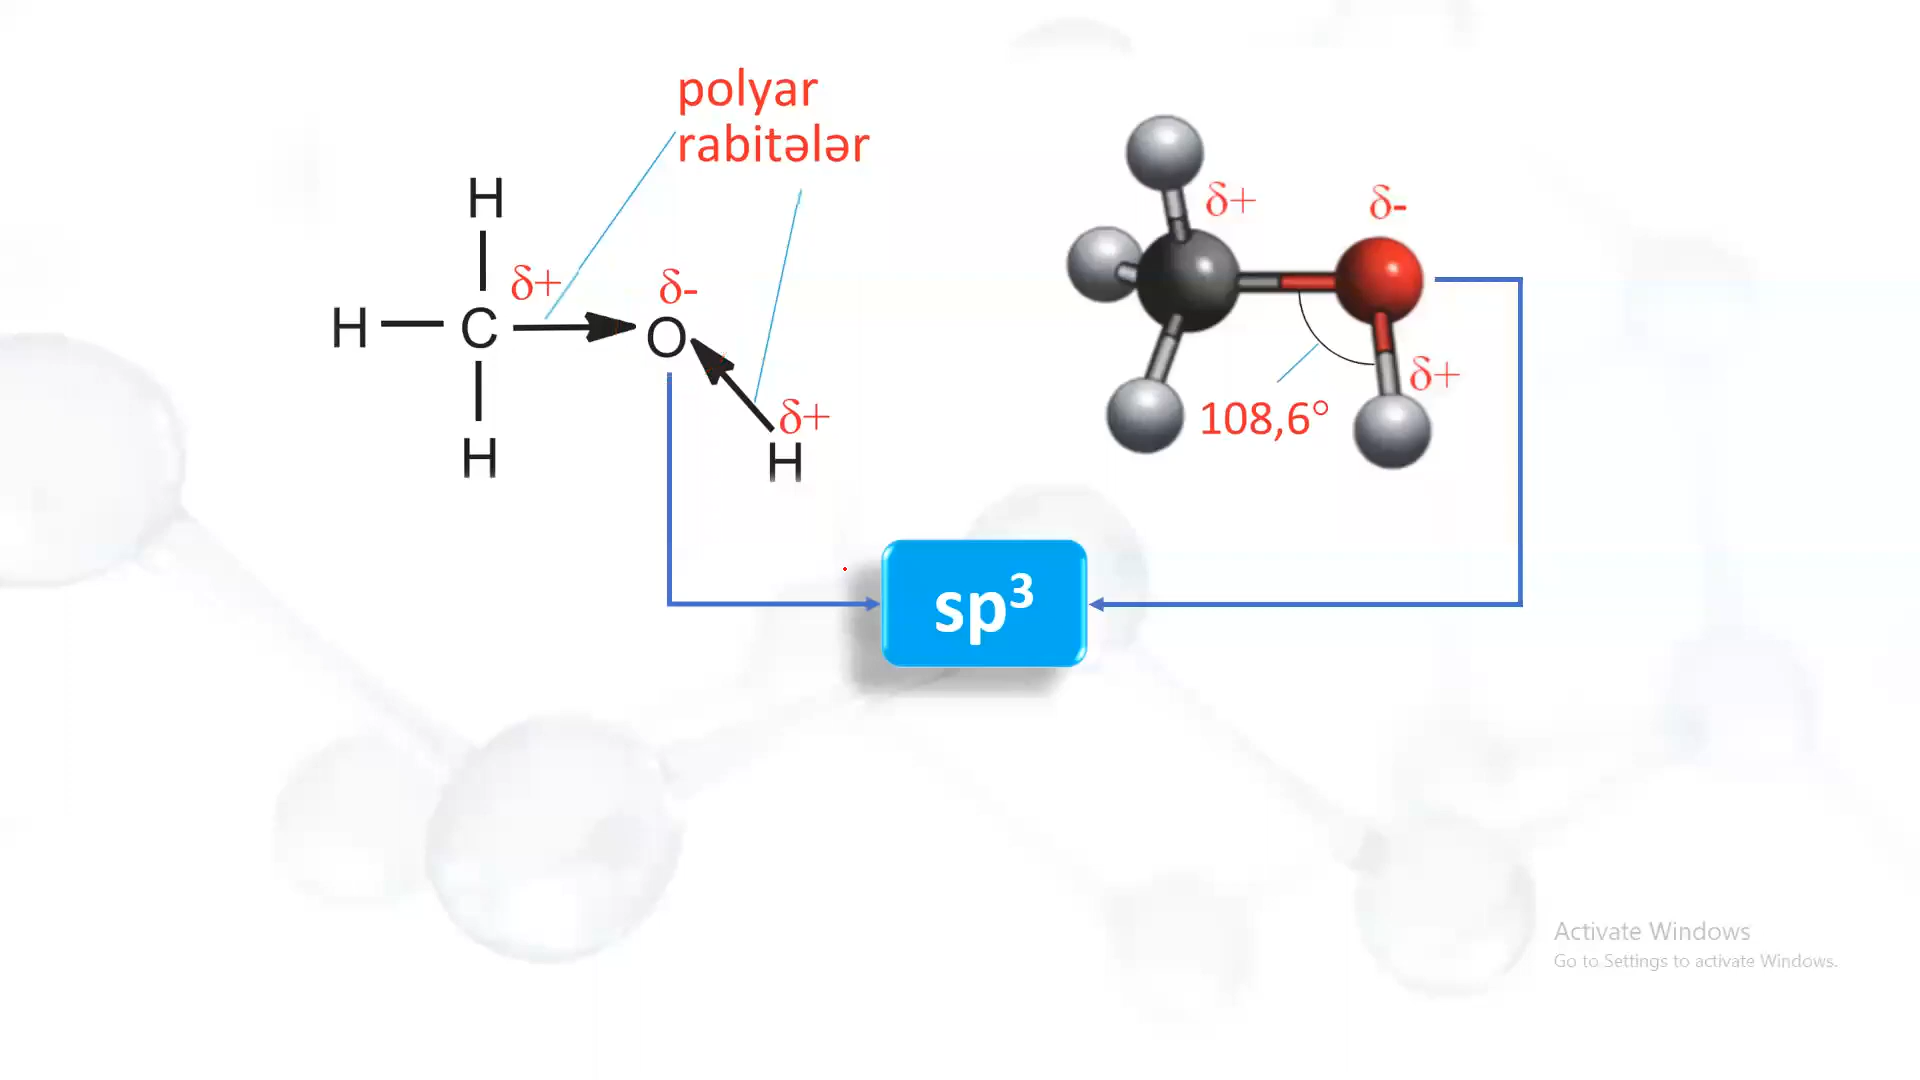 polyar
rabitələr
H
δ+
δ-
H
C
O
δ+
H
H
δ+
δ-
δ+
108,6°
sp³
Activate Windows
Go to Settings to activate Windows.